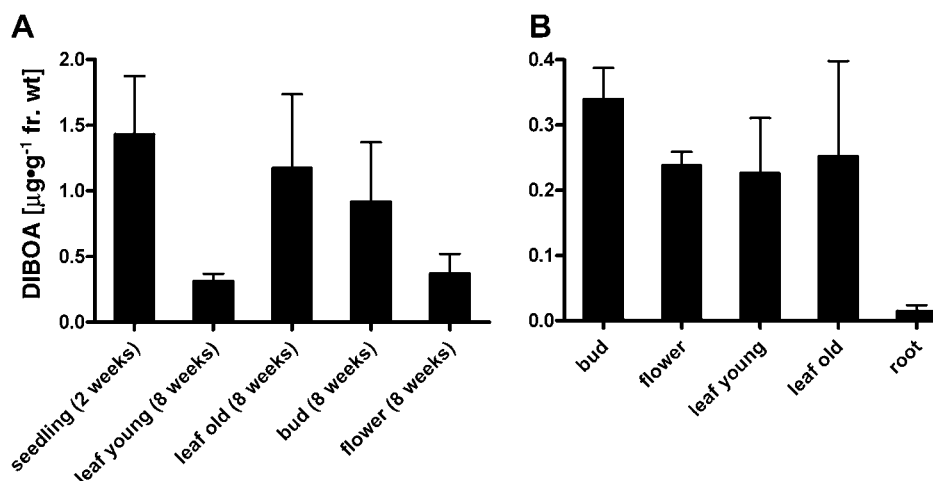 A
DIBOA [μg•g⁻¹ fr. wt]
2.0
1.5
1.0
0.5
0.0
seedling (2 weeks)
leaf young (8 weeks)
leaf old (8 weeks)
bud (8 weeks)
flower (8 weeks)
B
0.4
0.3
0.2
0.1
0.0
bud
flower
leaf young
leaf old
root